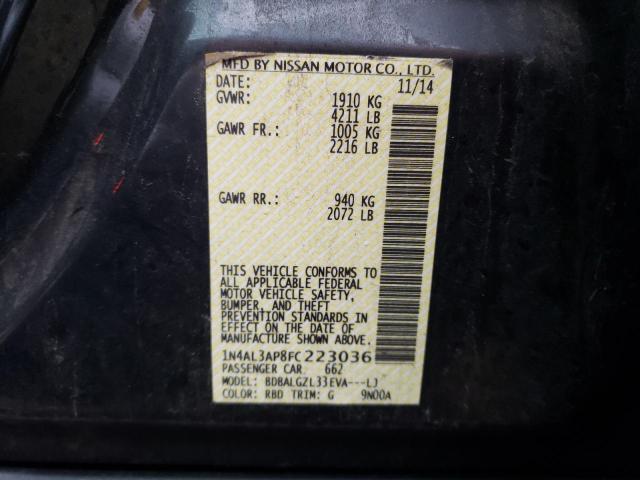 MFD BY NISSAN MOTOR CO., LTD.
DATE: 11/14
GVWR: 1910 KG
4211 LB
GAWR FR.: 1005 KG
2216 LB
GAWR RR.: 940 KG
2072 LB
THIS VEHICLE CONFORMS TO
ALL APPLICABLE FEDERAL
MOTOR VEHICLE SAFETY,
BUMPER, AND THEFT
PREVENTION STANDARDS IN
EFFECT ON THE DATE OF
MANUFACTURE SHOWN ABOVE.
1N4AL3AP8FC223036
PASSENGER CAR 662
MODEL: BDBALGZL33EVA---LJ
COLOR: RBD TRIM: G 9N00A